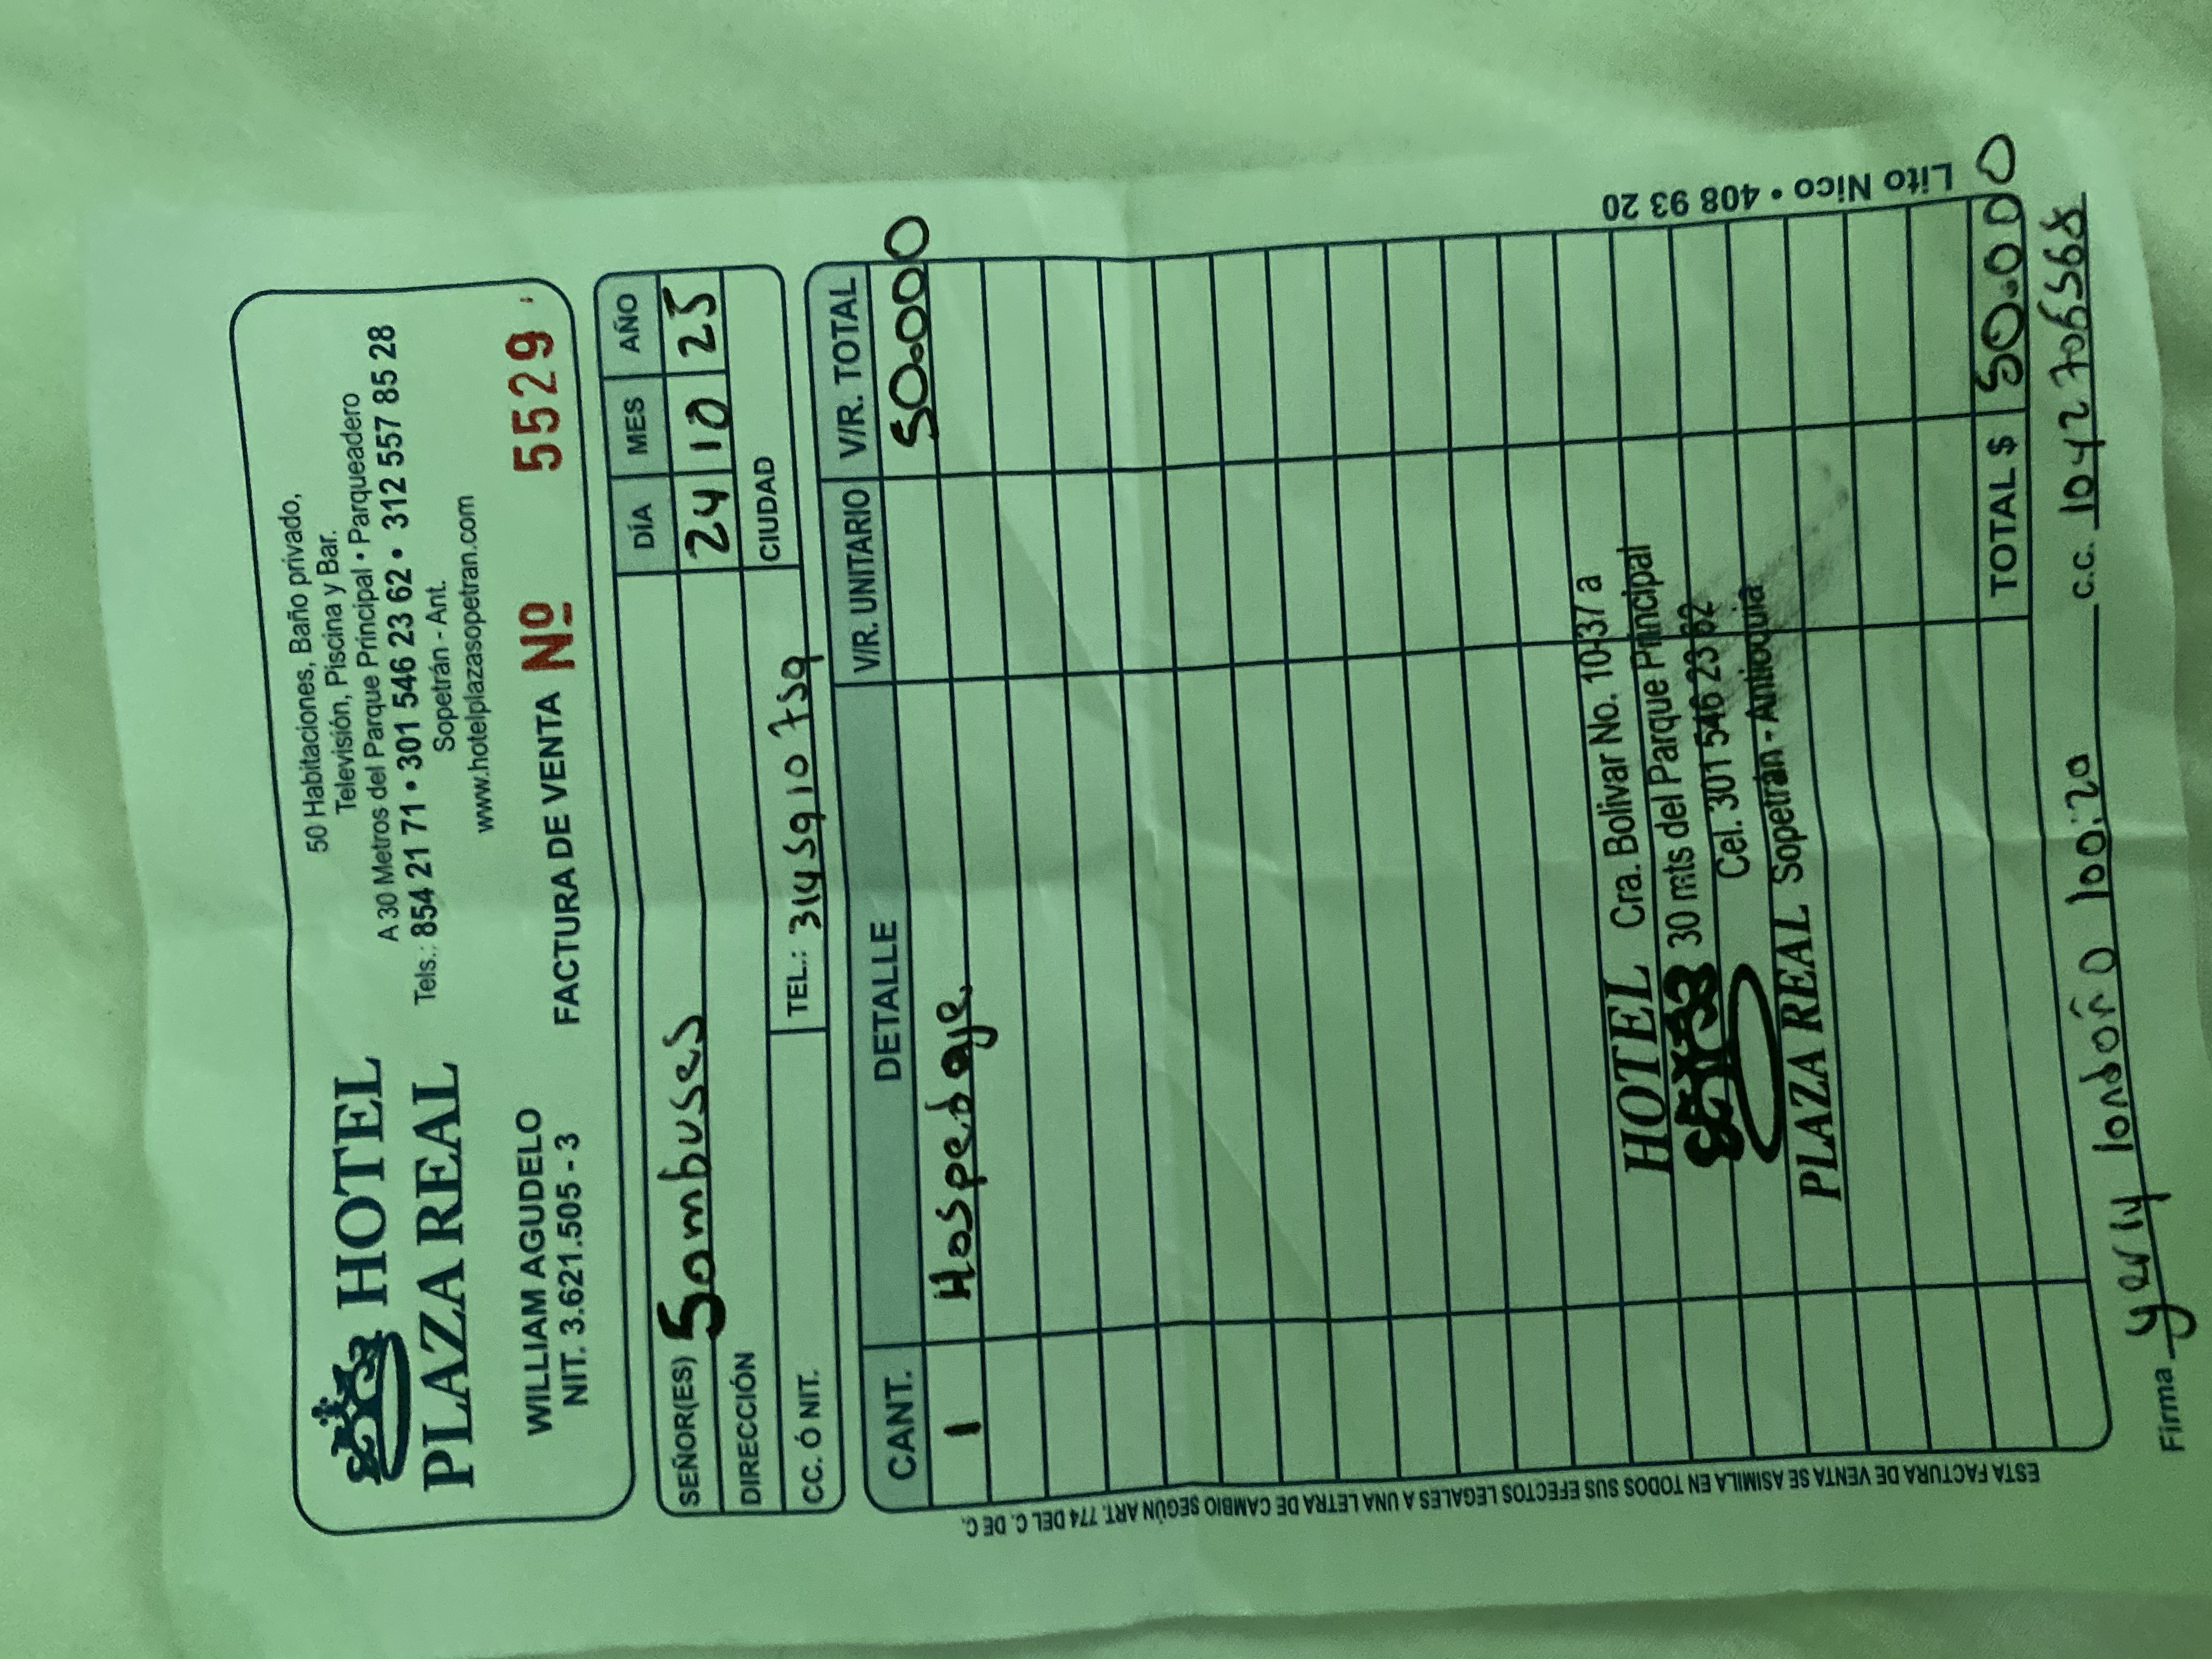 HOTEL
PLAZA REAL
50 Habitaciones, Baño privado,
Televisión, Piscina y Bar.
A 30 Metros del Parque Principal • Parqueadero
Tels.: 854 21 71 • 301 546 23 62 • 312 557 85 28
Sopetrán - Ant.
www.hotelplazasopetran.com
WILLIAM AGUDELO
NIT. 3.621.505 - 3
FACTURA DE VENTA Nº 5529
SEÑOR(ES) Sombuses
DÍA MES AÑO
24 10 25
DIRECCIÓN
CIUDAD
CC. Ó NIT.
TEL.: 3145910759
CANT. DETALLE V/R. UNITARIO V/R. TOTAL
1 Hospedaje. 50.000
HOTEL
PLAZA REAL
Cra. Bolivar No. 10-37 a
30 mts del Parque Principal
Cel. 301 546 23 62
Sopetrán - Antioquia
TOTAL $ 50.000
Firma yerly londoño loaiza c.c. 1042706568
ESTA FACTURA DE VENTA SE ASIMILA EN TODOS SUS EFECTOS LEGALES A UNA LETRA DE CAMBIO SEGÚN ART. 774 DEL C. DE C.
Lito Nico • 408 93 20